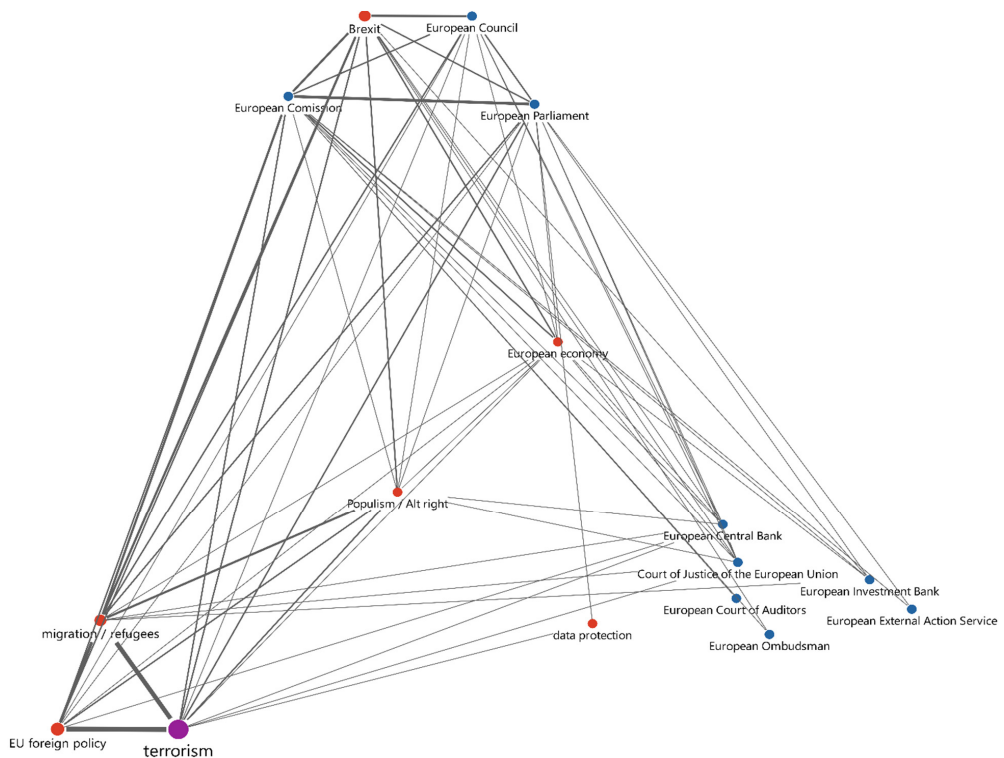 Brexit
European Council
European Comission
European Parliament
European economy
Populism / Alt right
European Central Bank
Court of Justice of the European Union
European Investment Bank
European Court of Auditors
European External Action Service
migration / refugees
data protection
European Ombudsman
EU foreign policy
terrorism